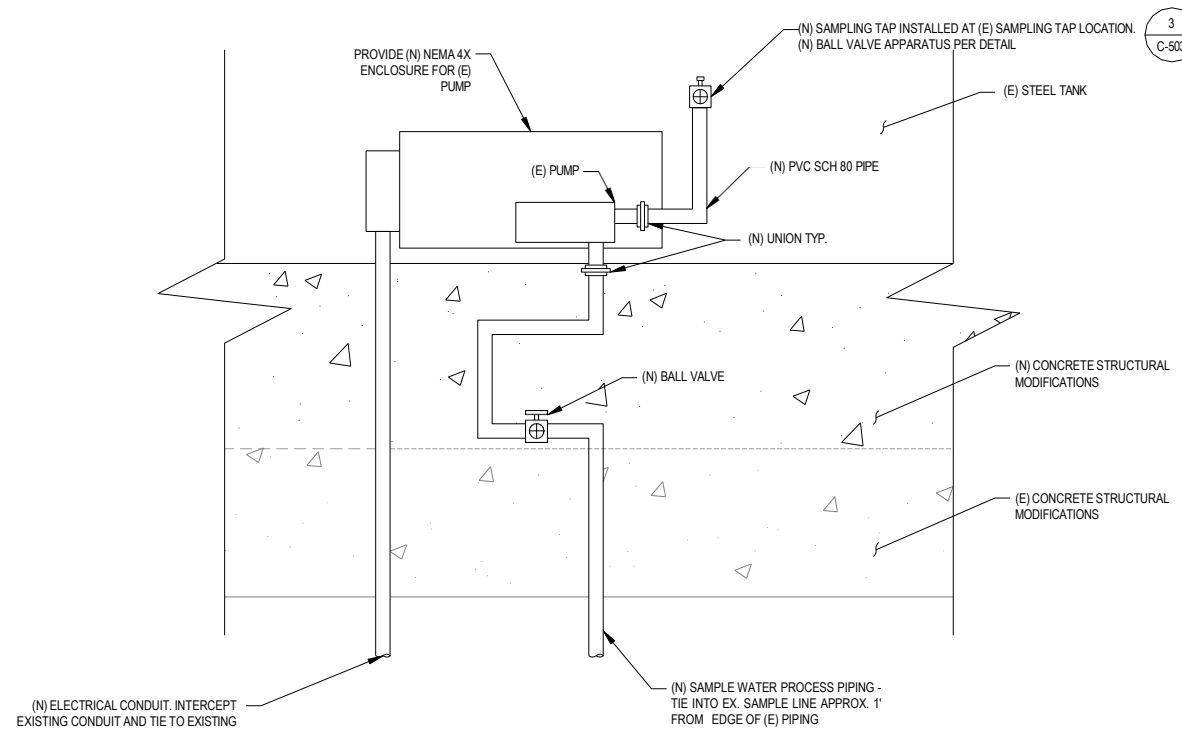 (N) SAMPLING TAP INSTALLED AT (E) SAMPLING TAP LOCATION.
(N) BALL VALVE APPARATUS PER DETAIL
3
C-503
PROVIDE (N) NEMA 4X
ENCLOSURE FOR (E)
PUMP
(E) STEEL TANK
(E) PUMP
(N) PVC SCH 80 PIPE
(N) UNION TYP.
(N) BALL VALVE
(N) CONCRETE STRUCTURAL
MODIFICATIONS
(E) CONCRETE STRUCTURAL
MODIFICATIONS
(N) ELECTRICAL CONDUIT. INTERCEPT
EXISTING CONDUIT AND TIE TO EXISTING
(N) SAMPLE WATER PROCESS PIPING -
TIE INTO EX. SAMPLE LINE APPROX. 1'
FROM EDGE OF (E) PIPING